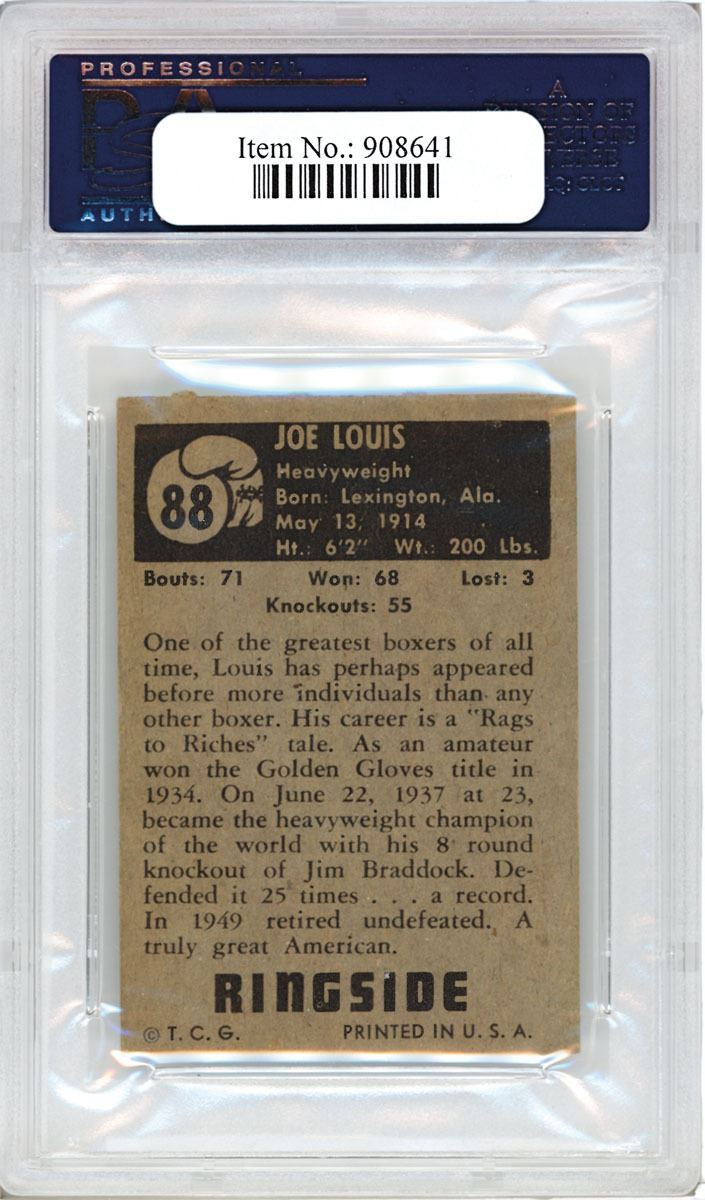 PROFESSIONAL
Item No.: 908641
AUTH
A
DIVISION OF
JOE LOUIS
Heavyweight
88
Born: Lexington, Ala.
May 13, 1914
Ht.: 6'2" Wt.: 200 Lbs.
Bouts: 71 Won: 68 Lost: 3
Knockouts: 55
One of the greatest boxers of all
time, Louis has perhaps appeared
before more individuals than any
other boxer. His career is a "Rags
to Riches" tale. As an amateur
won the Golden Gloves title in
1934. On June 22, 1937 at 23,
became the heavyweight champion
of the world with his 8 round
knockout of Jim Braddock. De-
fended it 25 times . . . a record.
In 1949 retired undefeated. A
truly great American.
RINGSIDE
© T. C. G. PRINTED IN U. S. A.